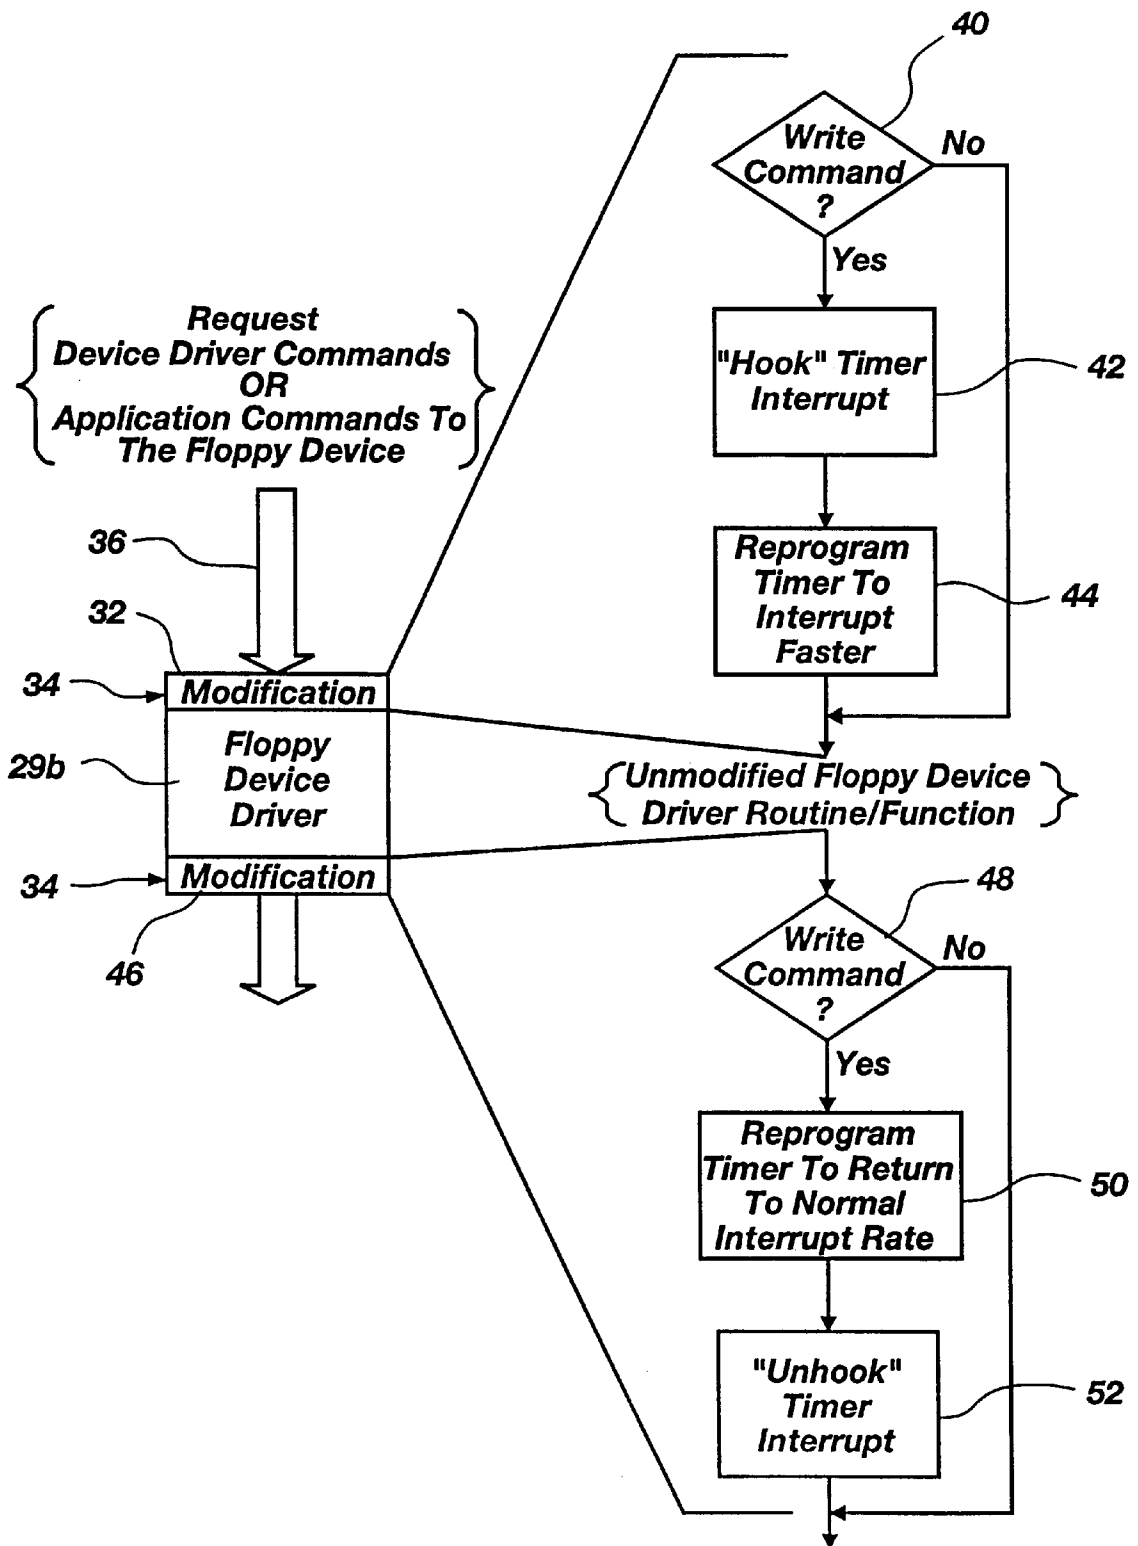 40
Write
Command
?
No
Yes
"Hook" Timer
Interrupt
42
Reprogram
Timer To
Interrupt
Faster
44
Request
Device Driver Commands
OR
Application Commands To
The Floppy Device
36
32
34
Modification
29b
Floppy
Device
Driver
34
Modification
46
Unmodified Floppy Device
Driver Routine/Function
48
Write
Command
?
No
Yes
Reprogram
Timer To Return
To Normal
Interrupt Rate
50
"Unhook"
Timer
Interrupt
52